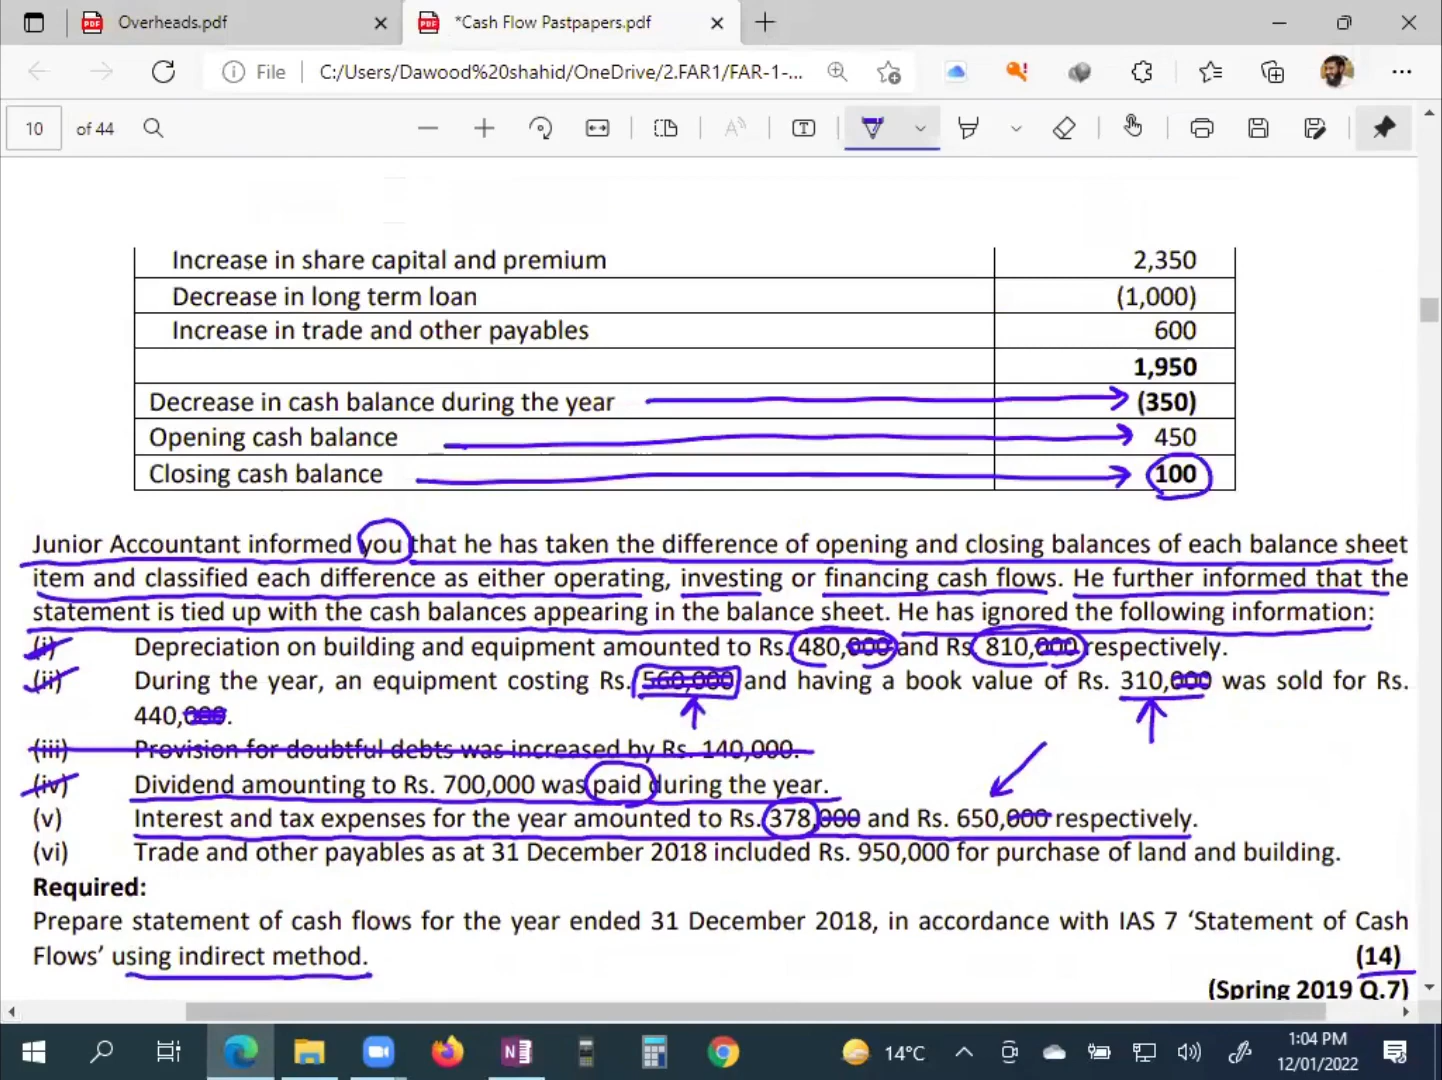 Overheads.pdf
*Cash Flow Pastpapers.pdf
File
C:/Users/Dawood%20shahid/OneDrive/2.FAR1/FAR-1-...
10 of 44
Increase in share capital and premium 2,350
Decrease in long term loan (1,000)
Increase in trade and other payables 600
1,950
Decrease in cash balance during the year (350)
Opening cash balance 450
Closing cash balance 100
Junior Accountant informed you that he has taken the difference of opening and closing balances of each balance sheet
item and classified each difference as either operating, investing or financing cash flows. He further informed that the
statement is tied up with the cash balances appearing in the balance sheet. He has ignored the following information:
(i) Depreciation on building and equipment amounted to Rs. 480,000 and Rs. 810,000 respectively.
(ii) During the year, an equipment costing Rs. 560,000 and having a book value of Rs. 310,000 was sold for Rs.
440,000.
(iii) Provision for doubtful debts was increased by Rs. 140,000.
(iv) Dividend amounting to Rs. 700,000 was paid during the year.
(v) Interest and tax expenses for the year amounted to Rs. 378,000 and Rs. 650,000 respectively.
(vi) Trade and other payables as at 31 December 2018 included Rs. 950,000 for purchase of land and building.
Required:
Prepare statement of cash flows for the year ended 31 December 2018, in accordance with IAS 7 ‘Statement of Cash
Flows’ using indirect method. (14)
(Spring 2019 Q.7)
14°C
1:04 PM
12/01/2022